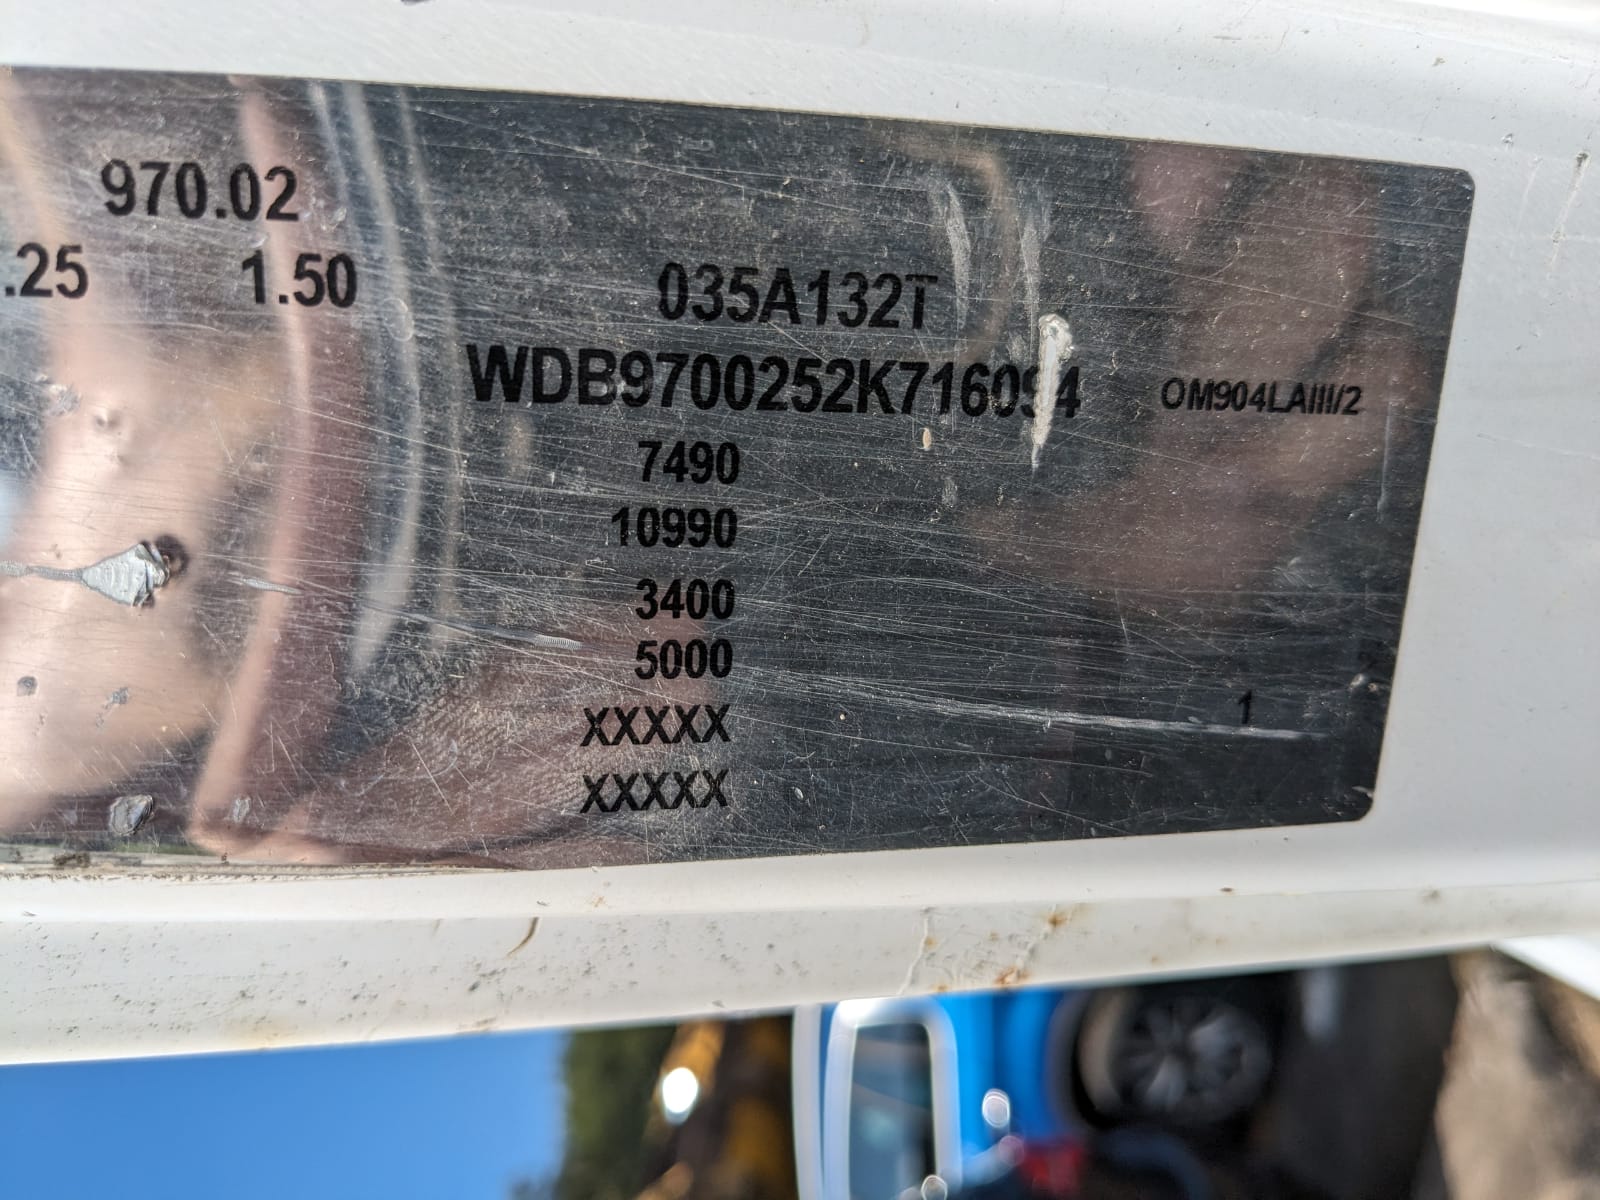 970.02
.25 1.50
035A132T
WDB9700252K716094 OM904LAIII/2
7490
10990
3400
5000
XXXXX 1
XXXXX